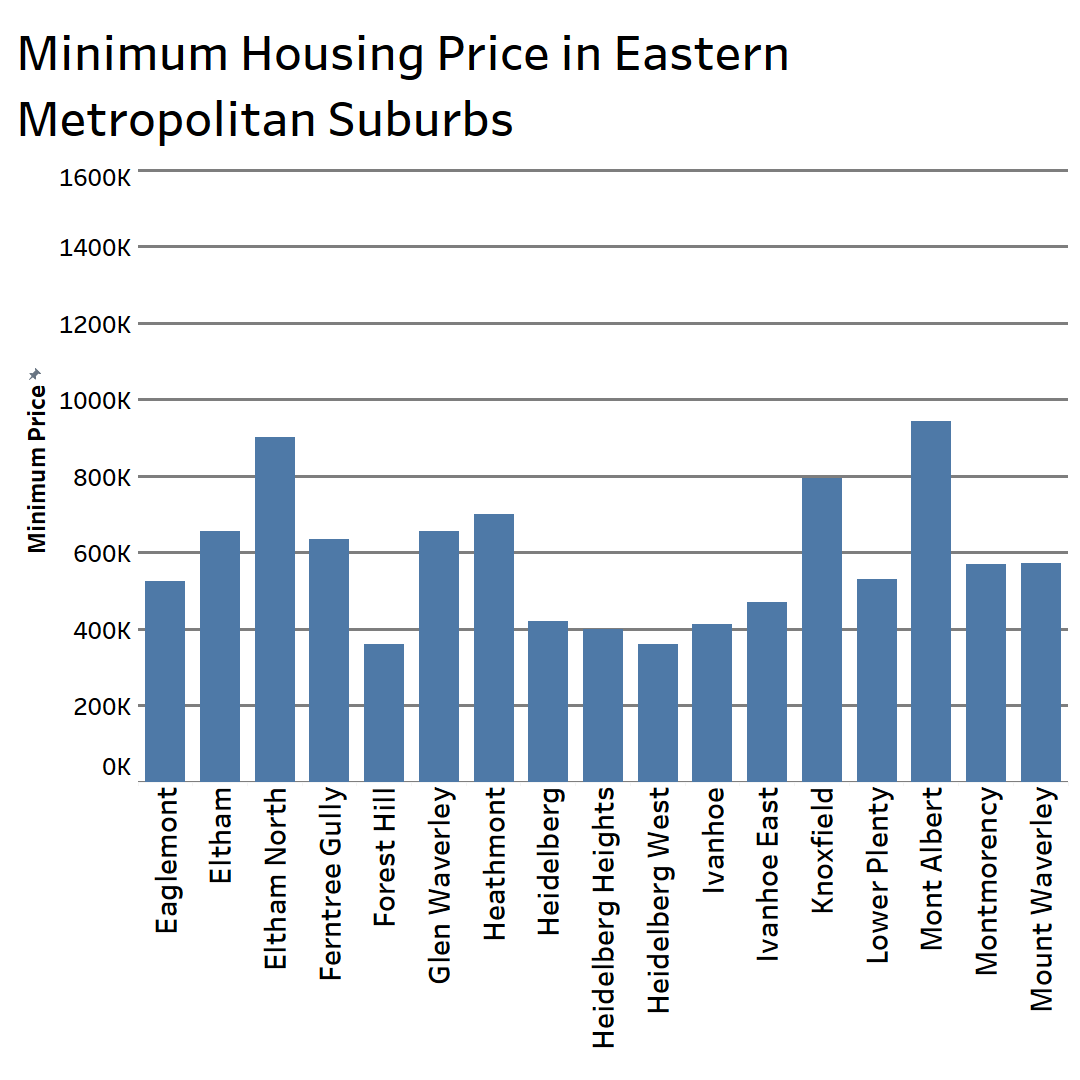 Minimum Housing Price in Eastern
Metropolitan Suburbs
1600K
1400K
1200K
1000K
800K
600K
400K
200K
0K
Minimum Price
Eaglemont
Eltham
Eltham North
Ferntree Gully
Forest Hill
Glen Waverley
Heathmont
Heidelberg
Heidelberg Heights
Heidelberg West
Ivanhoe
Ivanhoe East
Knoxfield
Lower Plenty
Mont Albert
Montmorency
Mount Waverley